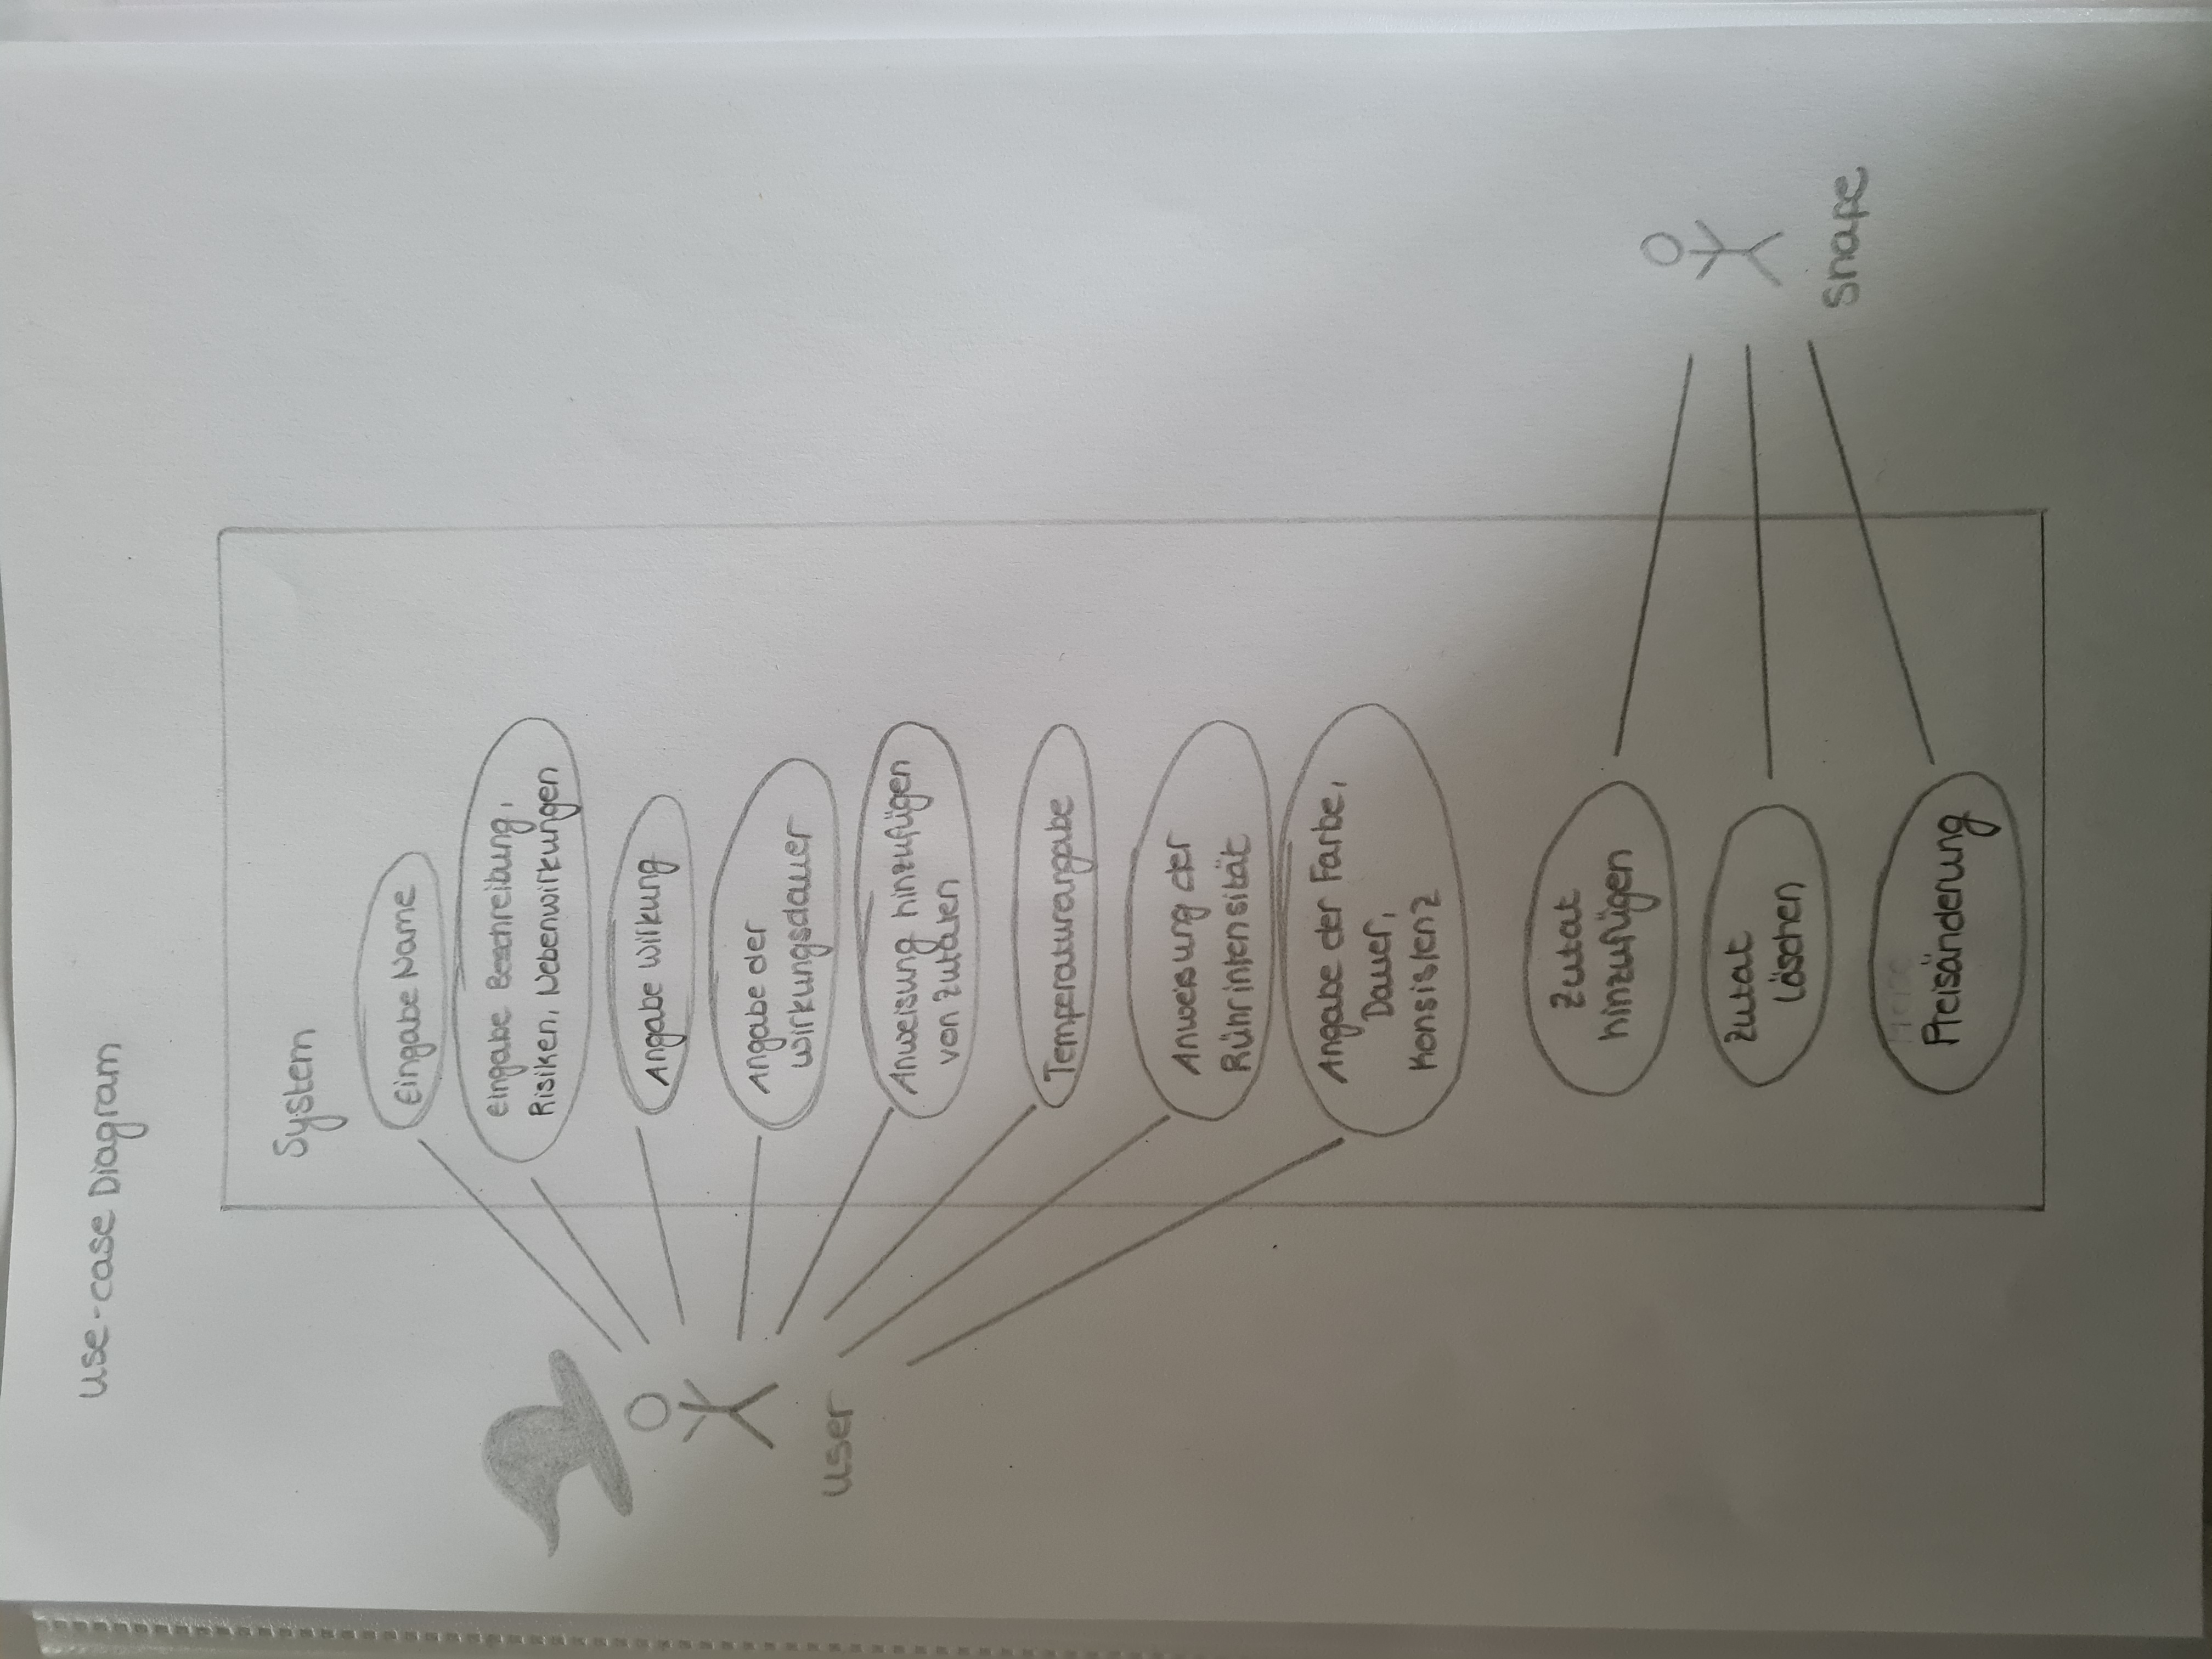 use-case Diagram
System
Eingabe Name
Eingabe Beschreibung,
Risiken, Nebenwirkungen
Angabe Wirkung
Angabe der
Wirkungsdauer
user
Anweisung hinzufügen
von Zutaten
Temperaturangabe
Anweisung der
Rührintensität
Angabe der Farbe,
Dauer,
Konsistenz
Zutat
hinzufügen
Zutat
löschen
Snape
Preisänderung